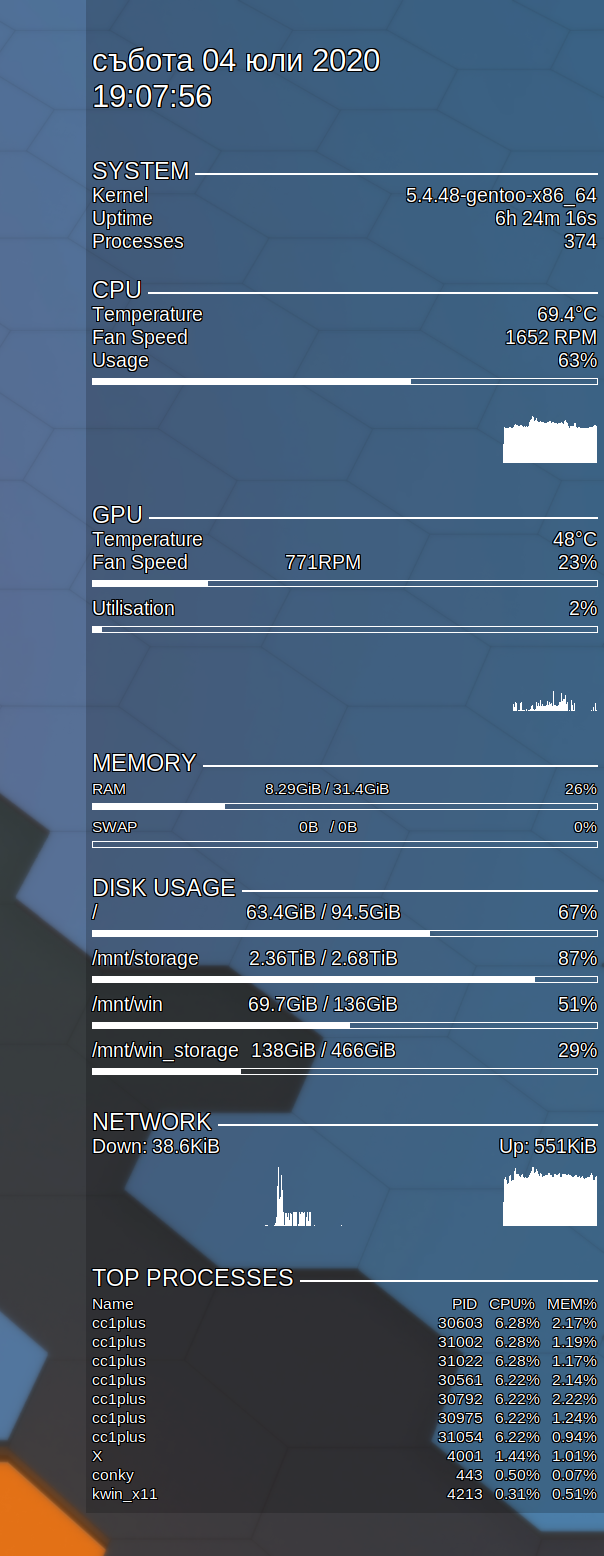 събота 04 юли 2020
19:07:56
SYSTEM
Kernel 5.4.48-gentoo-x86_64
Uptime 6h 24m 16s
Processes 374
CPU
Temperature 69.4°C
Fan Speed 1652 RPM
Usage 63%
GPU
Temperature 48°C
Fan Speed 771RPM 23%
Utilisation 2%
MEMORY
RAM 8.29GiB / 31.4GiB 26%
SWAP 0B / 0B 0%
DISK USAGE
/ 63.4GiB / 94.5GiB 67%
/mnt/storage 2.36TiB / 2.68TiB 87%
/mnt/win 69.7GiB / 136GiB 51%
/mnt/win_storage 138GiB / 466GiB 29%
NETWORK
Down: 38.6KiB Up: 551KiB
TOP PROCESSES
Name PID CPU% MEM%
cc1plus 30603 6.28% 2.17%
cc1plus 31002 6.28% 1.19%
cc1plus 31022 6.28% 1.17%
cc1plus 30561 6.22% 2.14%
cc1plus 30792 6.22% 2.22%
cc1plus 30975 6.22% 1.24%
cc1plus 31054 6.22% 0.94%
X 4001 1.44% 1.01%
conky 443 0.50% 0.07%
kwin_x11 4213 0.31% 0.51%